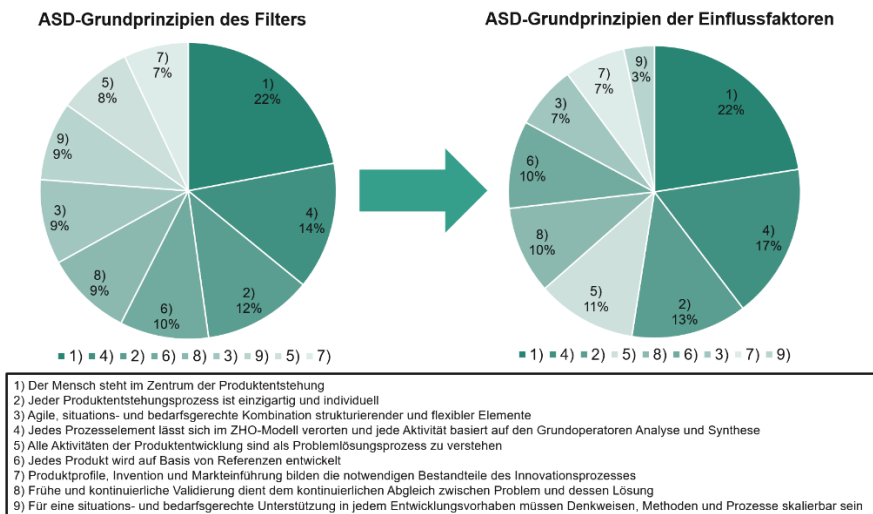 ASD-Grundprinzipien des Filters
1)
22%
4)
14%
2)
12%
6)
10%
8)
9%
3)
9%
9)
9%
5)
8%
7)
7%
1) 4) 2) 6) 8) 3) 9) 5) 7)
ASD-Grundprinzipien der Einflussfaktoren
1)
22%
4)
17%
2)
13%
5)
11%
8)
10%
6)
10%
3)
7%
7)
7%
9)
3%
1) 4) 2) 5) 8) 6) 3) 7) 9)
1) Der Mensch steht im Zentrum der Produktentstehung
2) Jeder Produktentstehungsprozess ist einzigartig und individuell
3) Agile, situations- und bedarfsgerechte Kombination strukturierender und flexibler Elemente
4) Jedes Prozesselement lässt sich im ZHO-Modell verorten und jede Aktivität basiert auf den Grundoperatoren Analyse und Synthese
5) Alle Aktivitäten der Produktentwicklung sind als Problemlösungsprozess zu verstehen
6) Jedes Produkt wird auf Basis von Referenzen entwickelt
7) Produktprofile, Invention und Markteinführung bilden die notwendigen Bestandteile des Innovationsprozesses
8) Frühe und kontinuierliche Validierung dient dem kontinuierlichen Abgleich zwischen Problem und dessen Lösung
9) Für eine situations- und bedarfsgerechte Unterstützung in jedem Entwicklungsvorhaben müssen Denkweisen, Methoden und Prozesse skalierbar sein